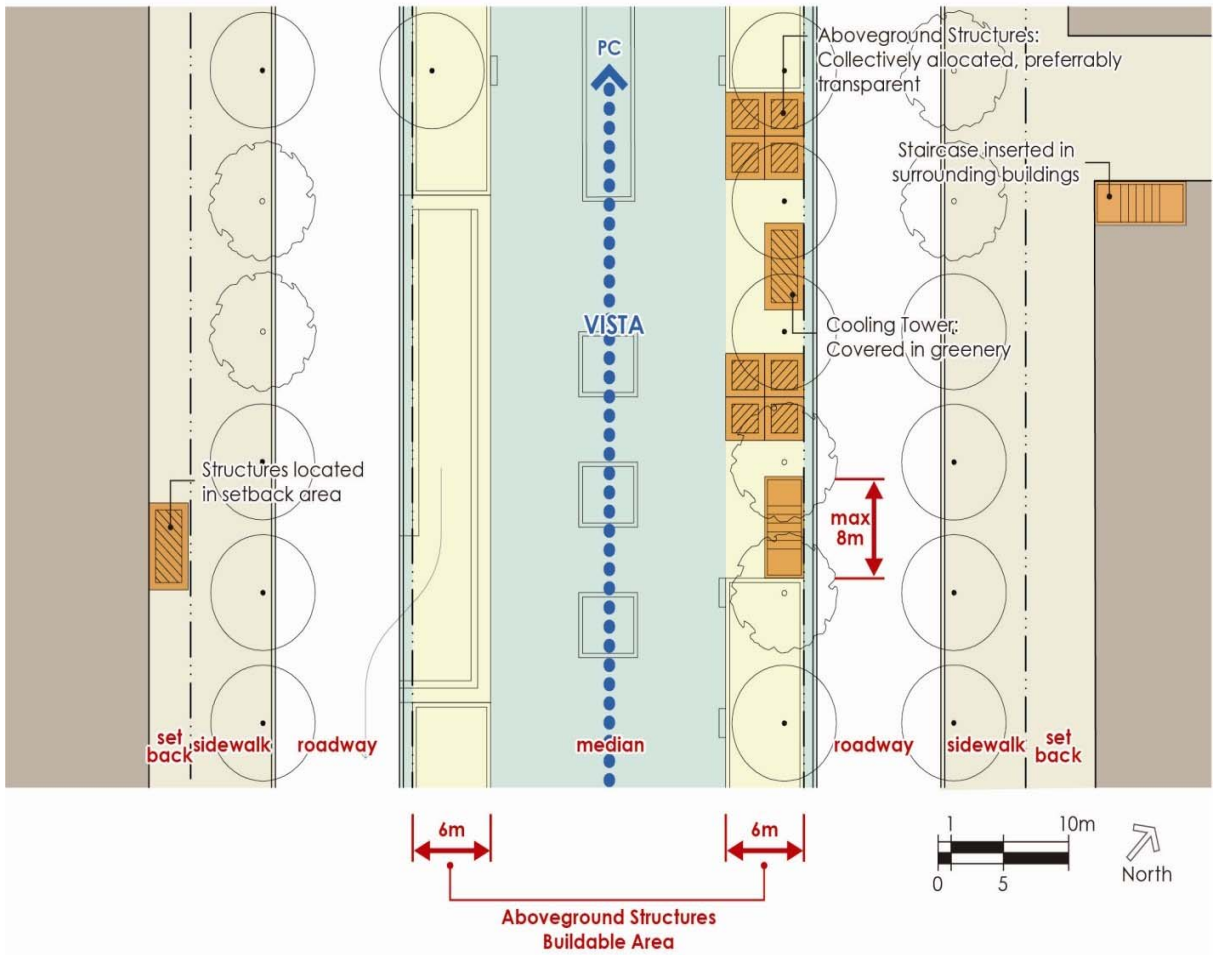 PC
Aboveground Structures:
Collectively allocated, preferrably
transparent
Staircase inserted in
surrounding buildings
VISTA
Cooling Tower:
Covered in greenery
Structures located
in setback area
max
8m
set
back
sidewalk
roadway
median
roadway
sidewalk
set
back
6m
6m
Aboveground Structures
Buildable Area
1
10m
0
5
North